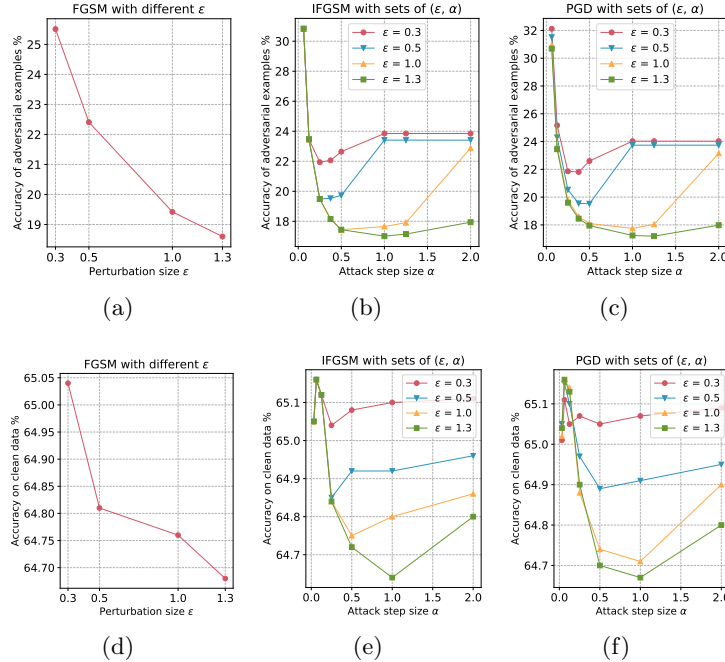 FGSM with different ε
Accuracy of adversarial examples %
25
24
23
22
21
20
19
0.3
0.5
1.0
1.3
Perturbation size ε
(a)
IFGSM with sets of (ε, α)
Accuracy of adversarial examples %
30
28
26
24
22
20
18
ε = 0.3
ε = 0.5
ε = 1.0
ε = 1.3
0.0
0.5
1.0
1.5
2.0
Attack step size α
(b)
PGD with sets of (ε, α)
Accuracy of adversarial examples %
32
30
28
26
24
22
20
18
ε = 0.3
ε = 0.5
ε = 1.0
ε = 1.3
0.0
0.5
1.0
1.5
2.0
Attack step size α
(c)
FGSM with different ε
Accuracy on clean data %
65.05
65.00
64.95
64.90
64.85
64.80
64.75
64.70
0.3
0.5
1.0
1.3
Perturbation size ε
(d)
IFGSM with sets of (ε, α)
Accuracy on clean data %
65.1
65.0
64.9
64.8
64.7
ε = 0.3
ε = 0.5
ε = 1.0
ε = 1.3
0.0
0.5
1.0
1.5
2.0
Attack step size α
(e)
PGD with sets of (ε, α)
Accuracy on clean data %
65.1
65.0
64.9
64.8
64.7
ε = 0.3
ε = 0.5
ε = 1.0
ε = 1.3
0.0
0.5
1.0
1.5
2.0
Attack step size α
(f)